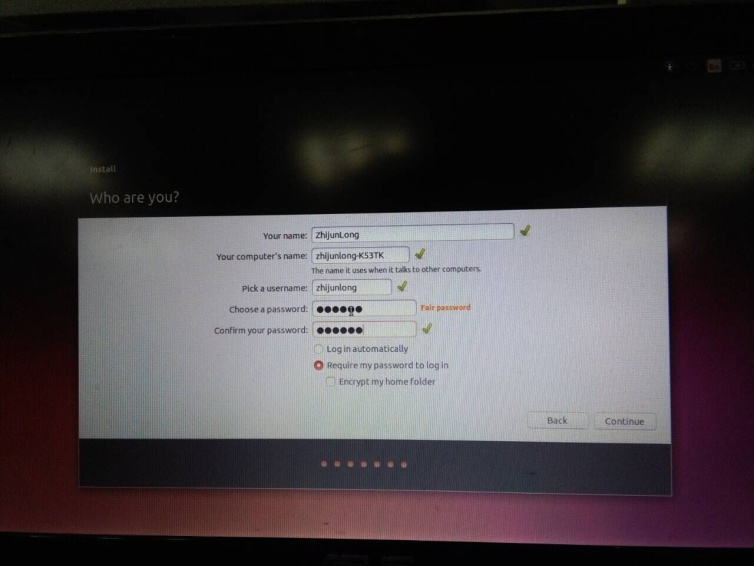 Install
Who are you?
Your name: ZhijunLong
Your computer's name: zhijunlong-K53TK
The name it uses when it talks to other computers.
Pick a username: zhijunlong
Choose a password: ●●●●●● Fair password
Confirm your password: ●●●●●●
Log in automatically
Require my password to log in
Encrypt my home folder
Back Continue